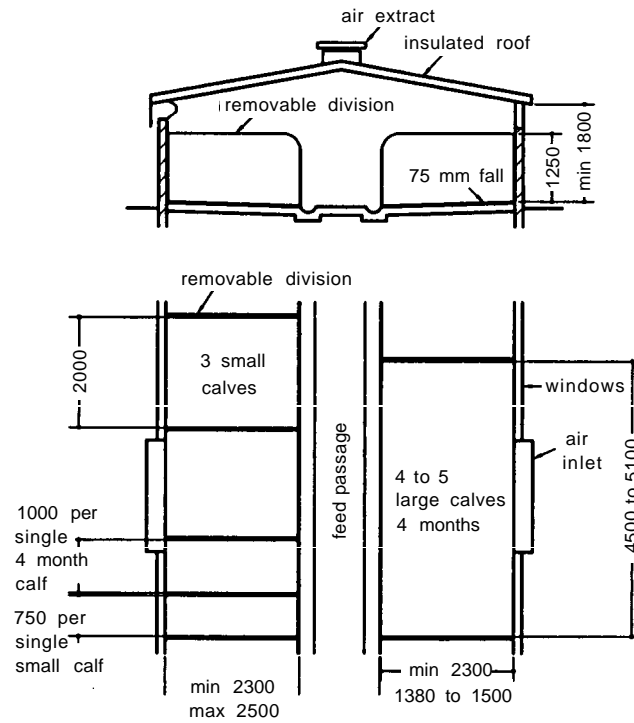 air extract
insulated roof
removable division
75 mm fall
1250
min 1800
removable division
2000
3 small
calves
feed passage
windows
air
inlet
4 to 5
large calves
4 months
4500 to 5100
1000 per
single
4 month
calf
750 per
single
small calf
min 2300
max 2500
min 2300
1380 to 1500